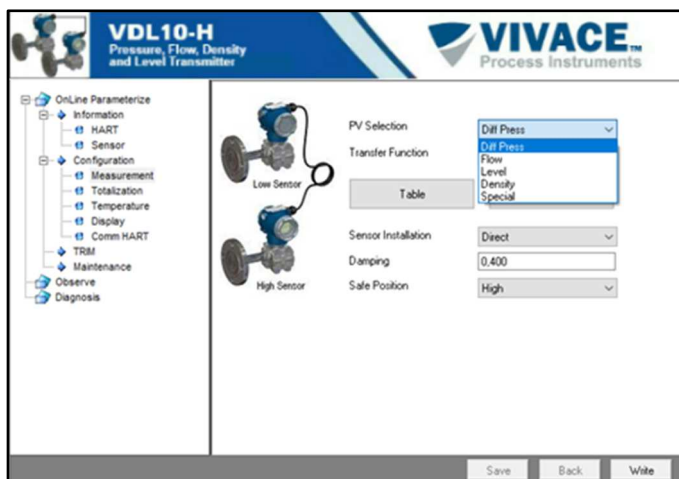 VDL10-H
Pressure, Flow, Density
and Level Transmitter
VIVACE™
Process Instruments
OnLine Parameterize
Information
HART
Sensor
Configuration
Measurement
Totalization
Temperature
Display
Comm HART
TRIM
Maintenance
Observe
Diagnosis
Low Sensor
High Sensor
PV Selection
Diff Press
Diff Press
Flow
Level
Density
Special
Transfer Function
Table
Sensor Installation
Direct
Damping
0,400
Safe Position
High
Save
Back
Write